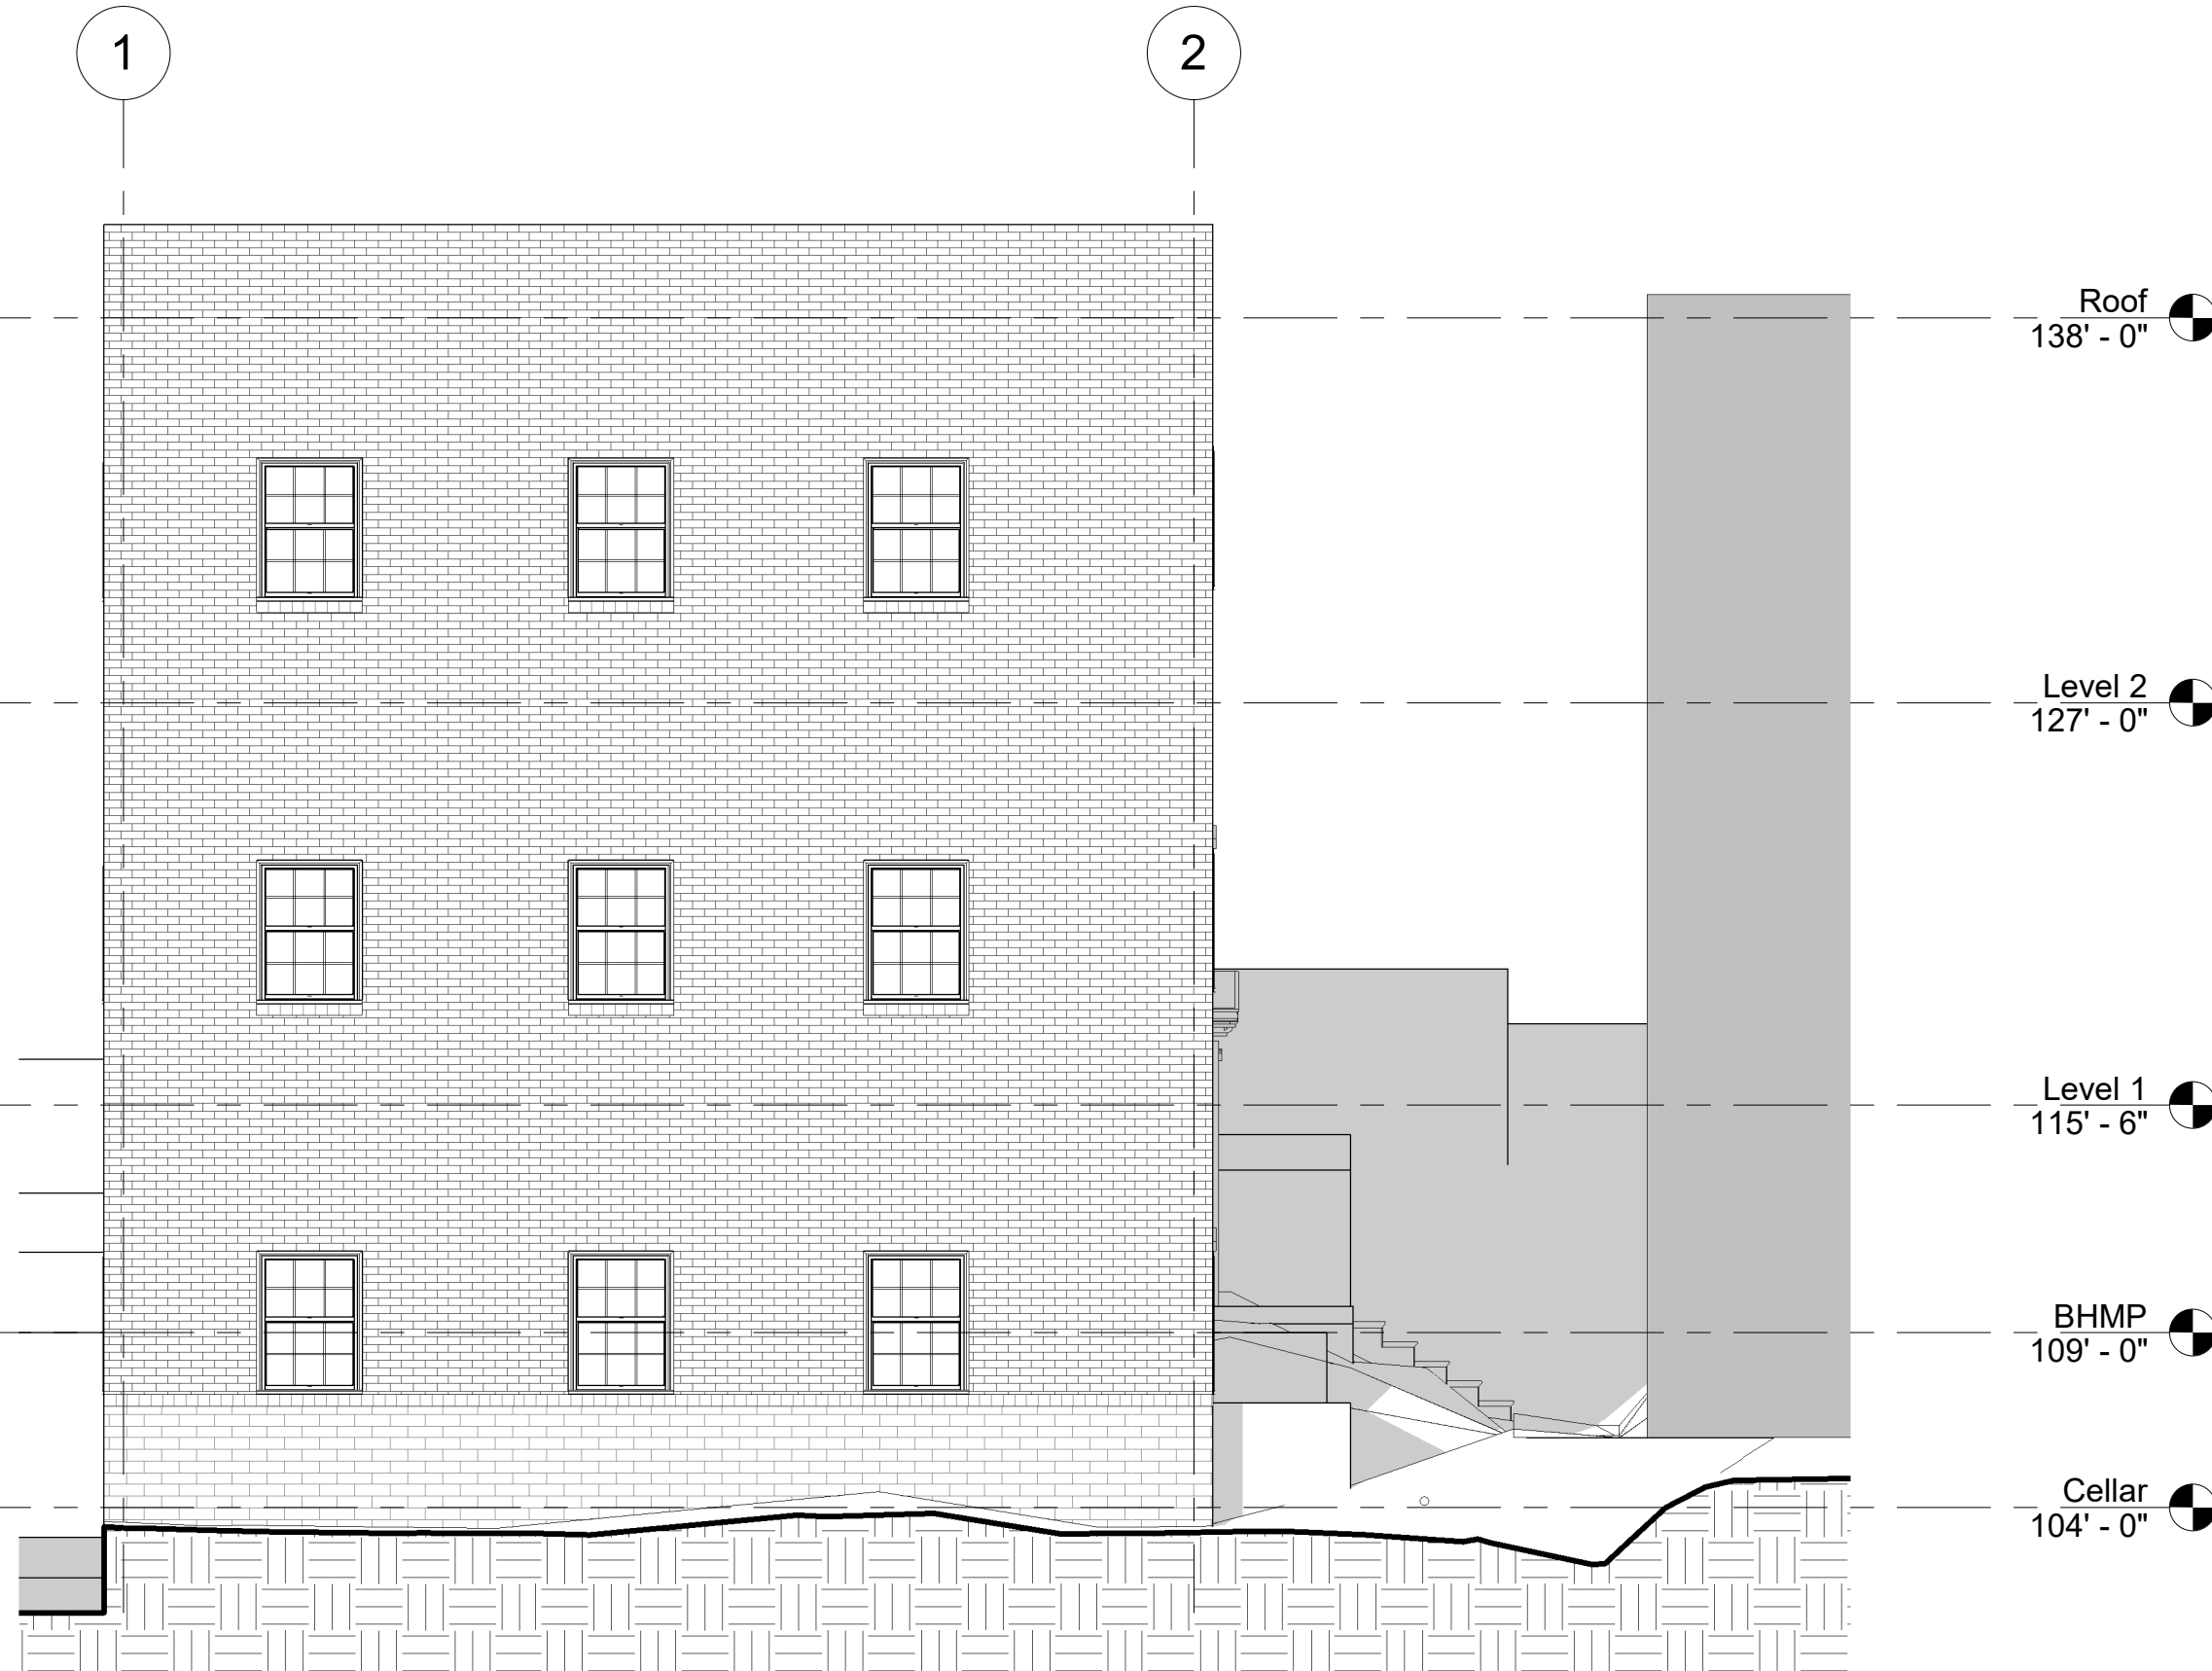 1
2
Roof
138' - 0"
Level 2
127' - 0"
Level 1
115' - 6"
BHMP
109' - 0"
Cellar
104' - 0"